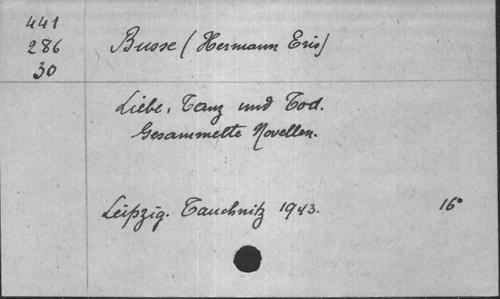 441
286
30
Busse (Hermann Eris)
Liebe, Tanz und Tod.
Gesammelte Novellen.
Leipzig. Tauchnitz 1943. 16°